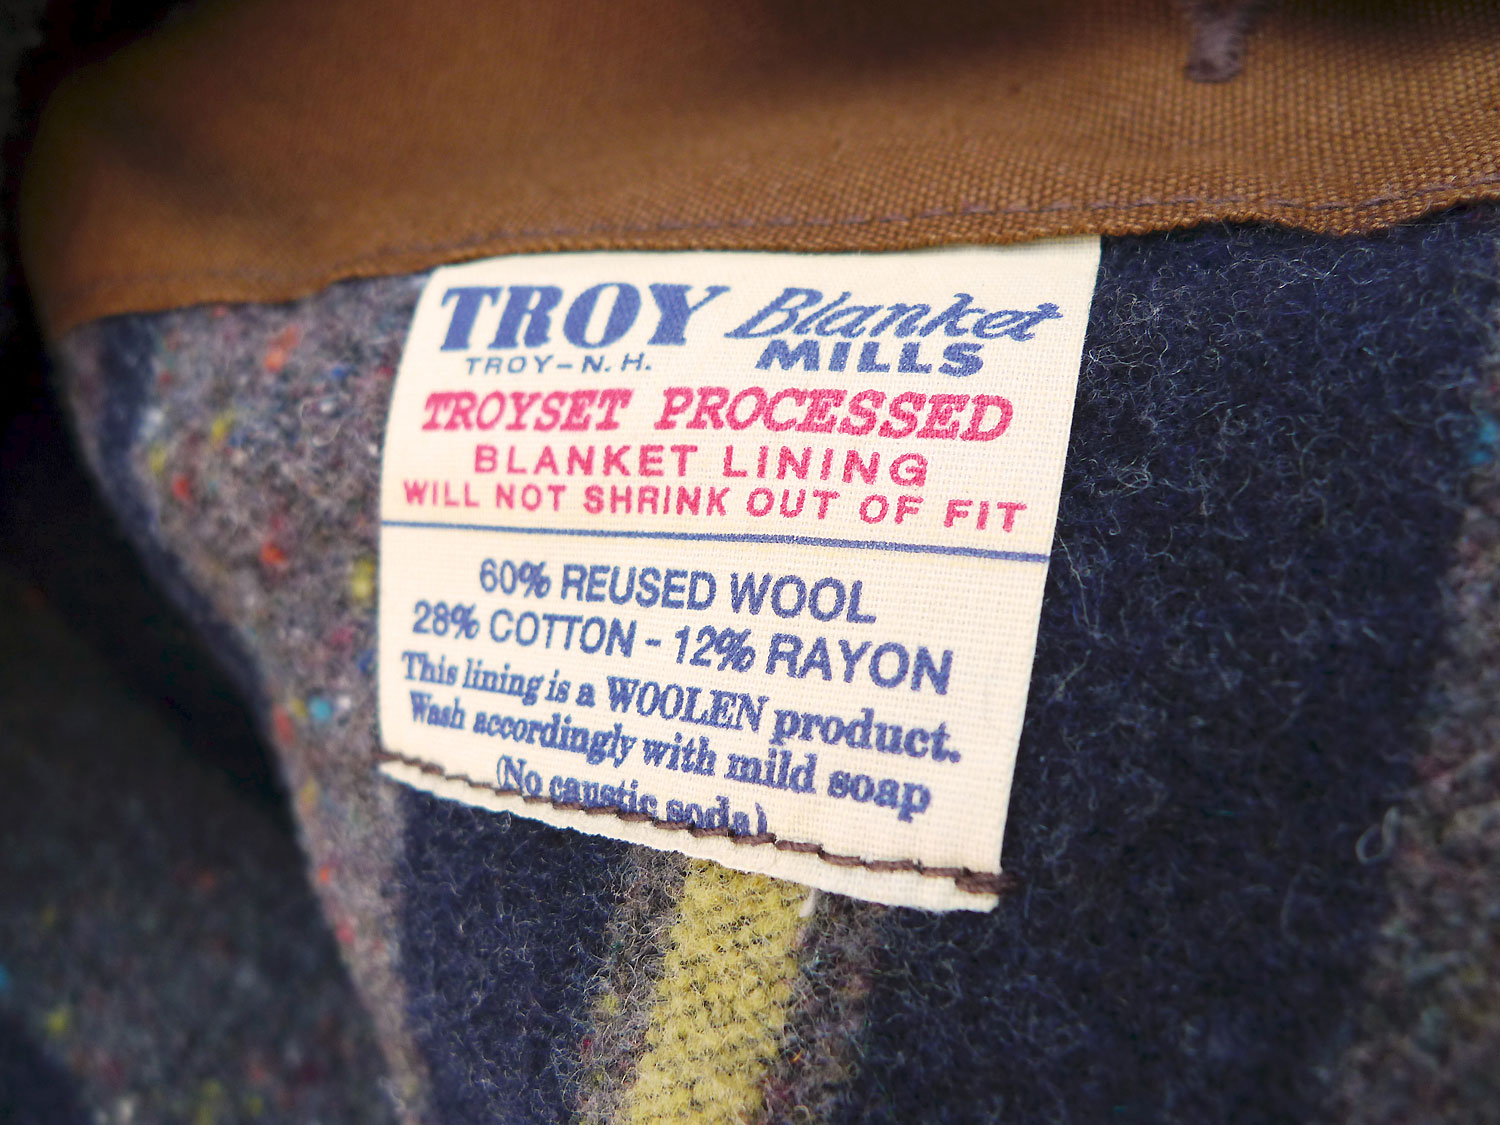 TROY Blanket
TROY-N.H. MILLS
TROYSET PROCESSED
BLANKET LINING
WILL NOT SHRINK OUT OF FIT
60% REUSED WOOL
28% COTTON - 12% RAYON
This lining is a WOOLEN product.
Wash accordingly with mild soap
(No caustic soda)